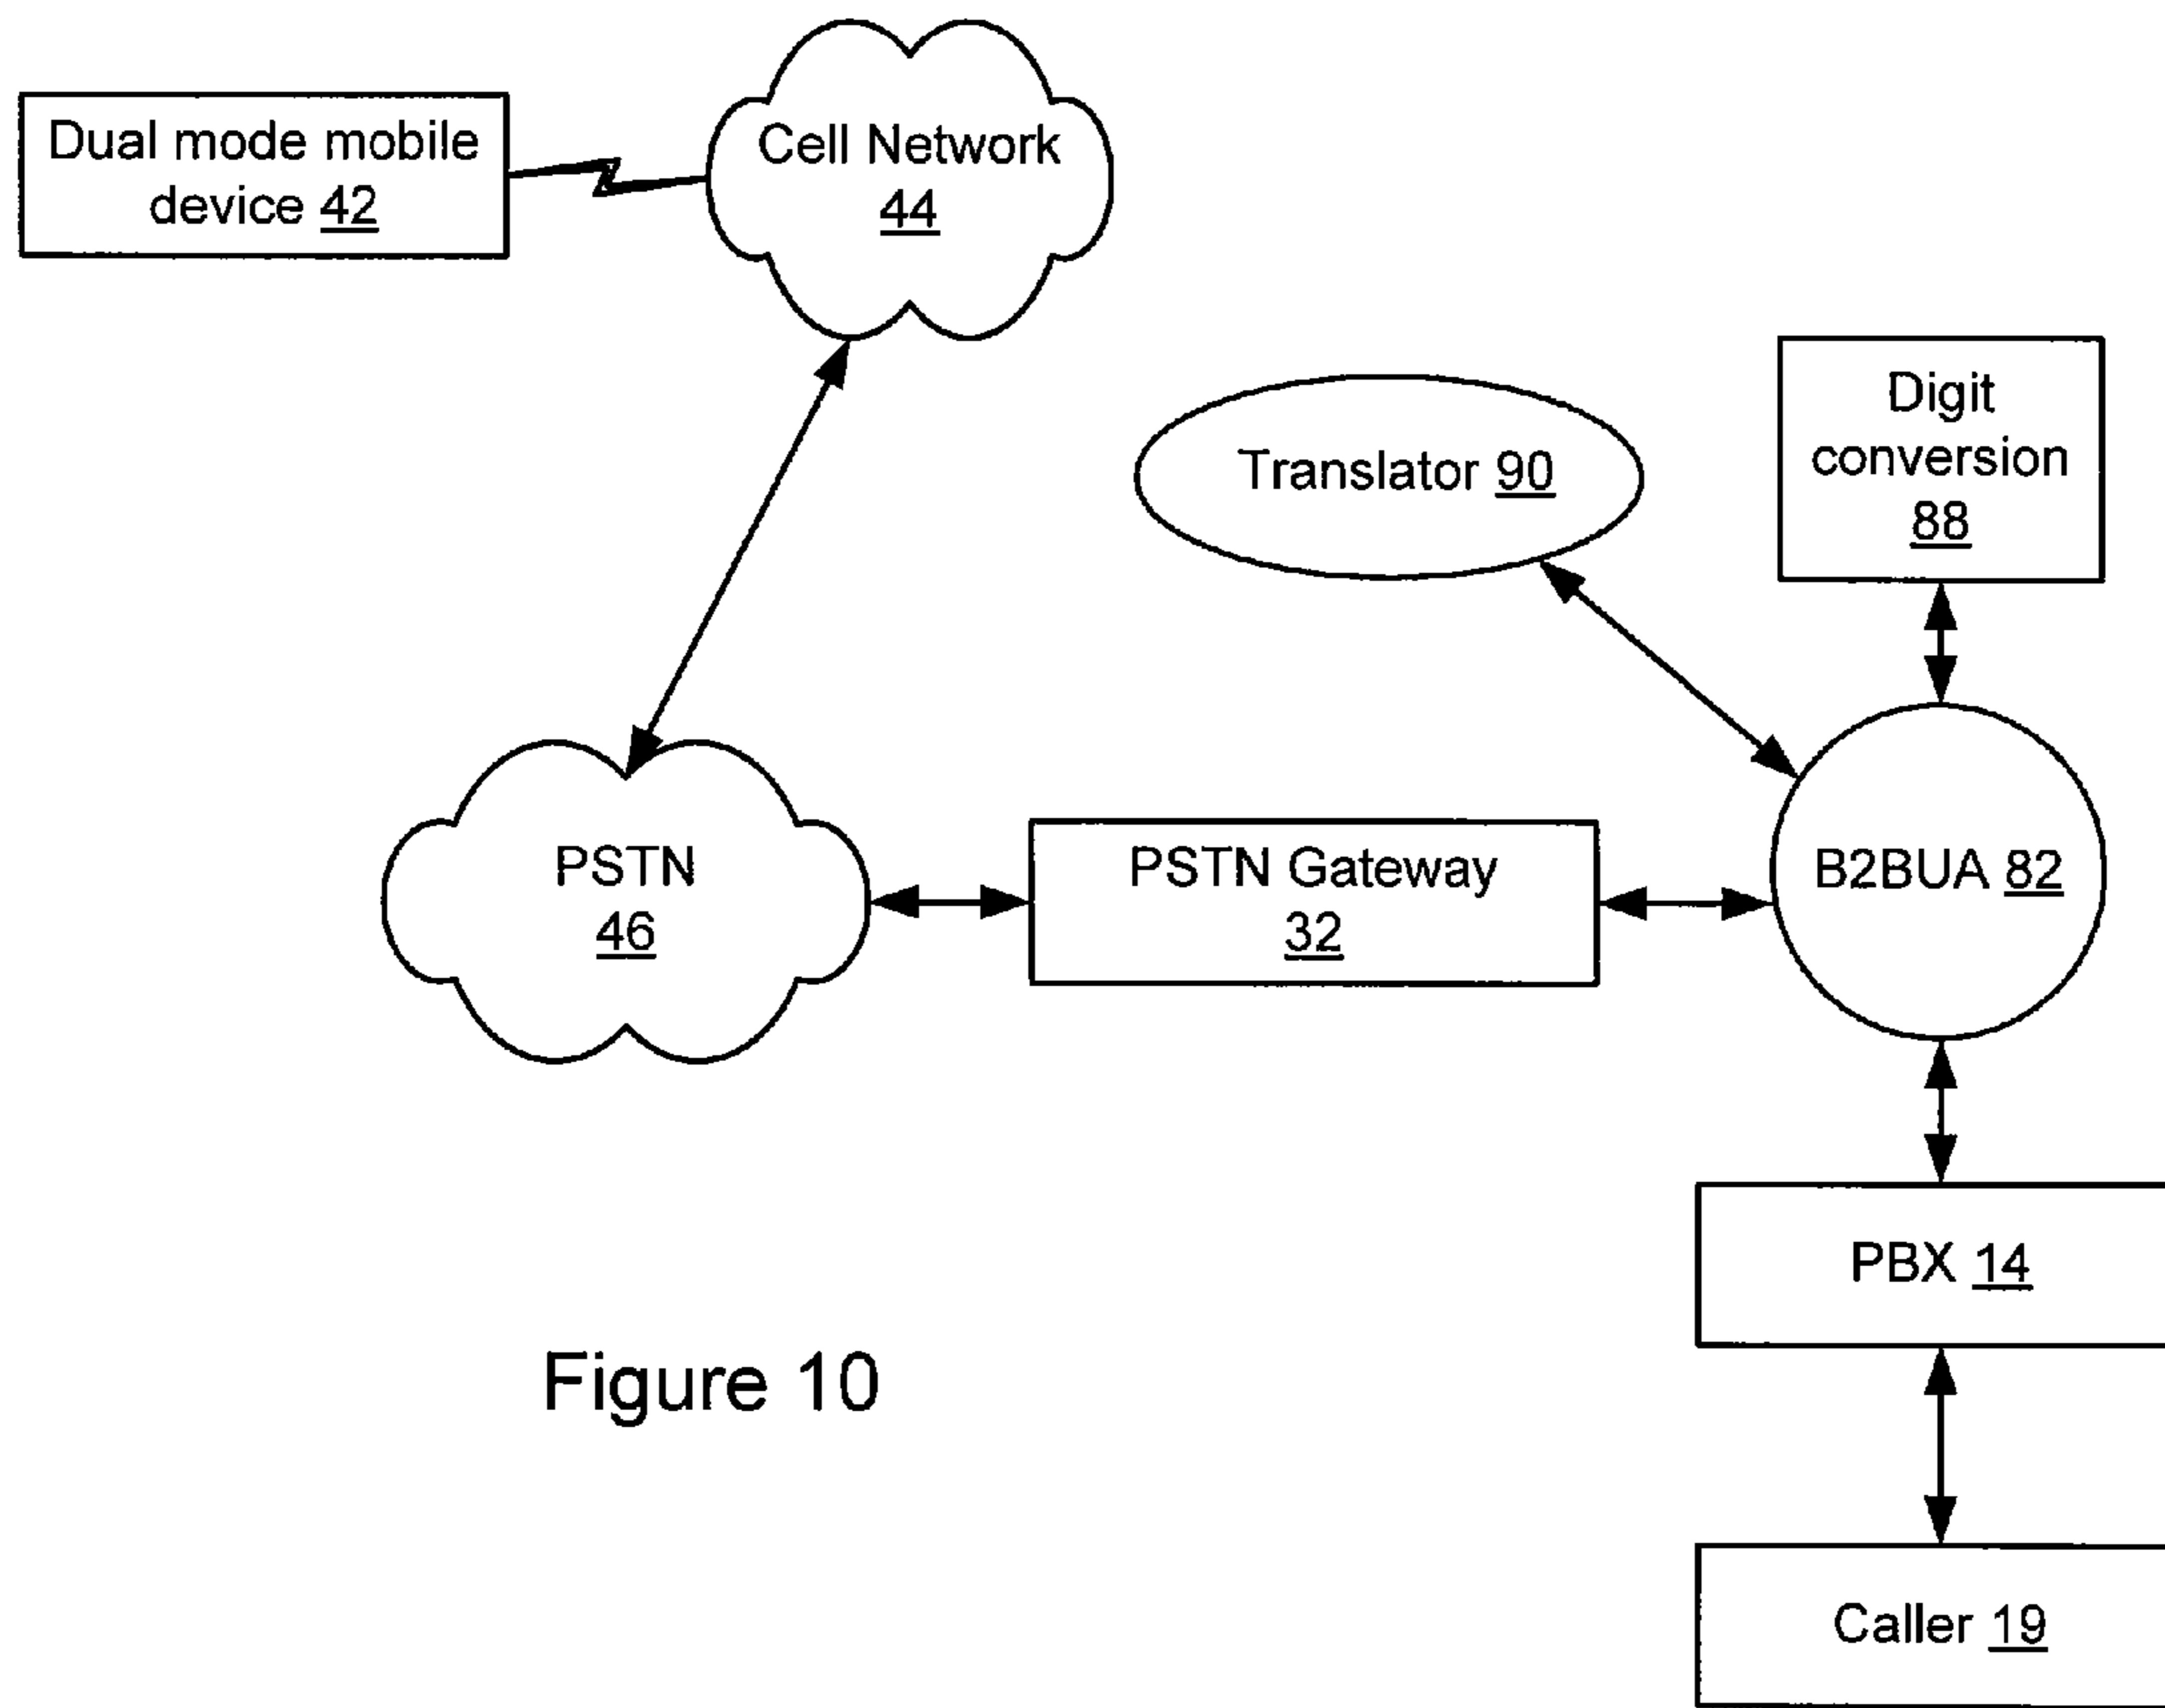 Dual mode mobile
device 42
Cell Network
44
Translator 90
Digit
conversion
88
PSTN
46
PSTN Gateway
32
B2BUA 82
PBX 14
Figure 10
Caller 19